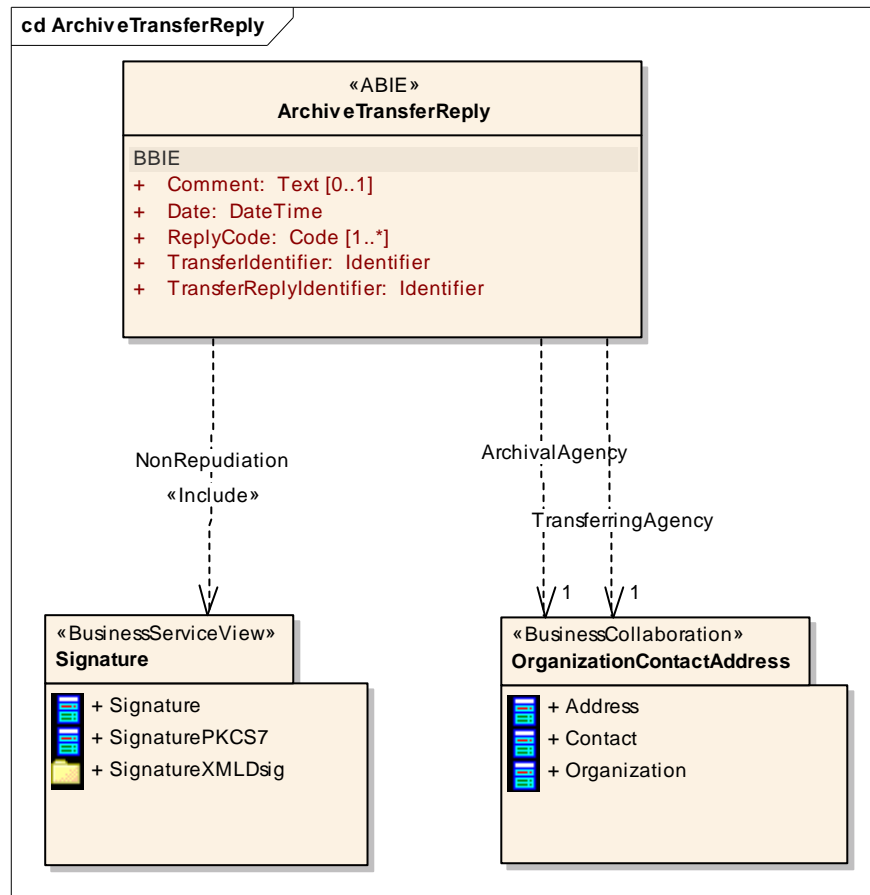 cd ArchiveTransferReply
«ABIE»
ArchiveTransferReply
BBIE
+ Comment: Text [0..1]
+ Date: DateTime
+ ReplyCode: Code [1..*]
+ TransferIdentifier: Identifier
+ TransferReplyIdentifier: Identifier
NonRepudiation
«Include»
ArchivalAgency
TransferringAgency
1
1
«BusinessServiceView»
Signature
+ Signature
+ SignaturePKCS7
+ SignatureXMLDsig
«BusinessCollaboration»
OrganizationContactAddress
+ Address
+ Contact
+ Organization